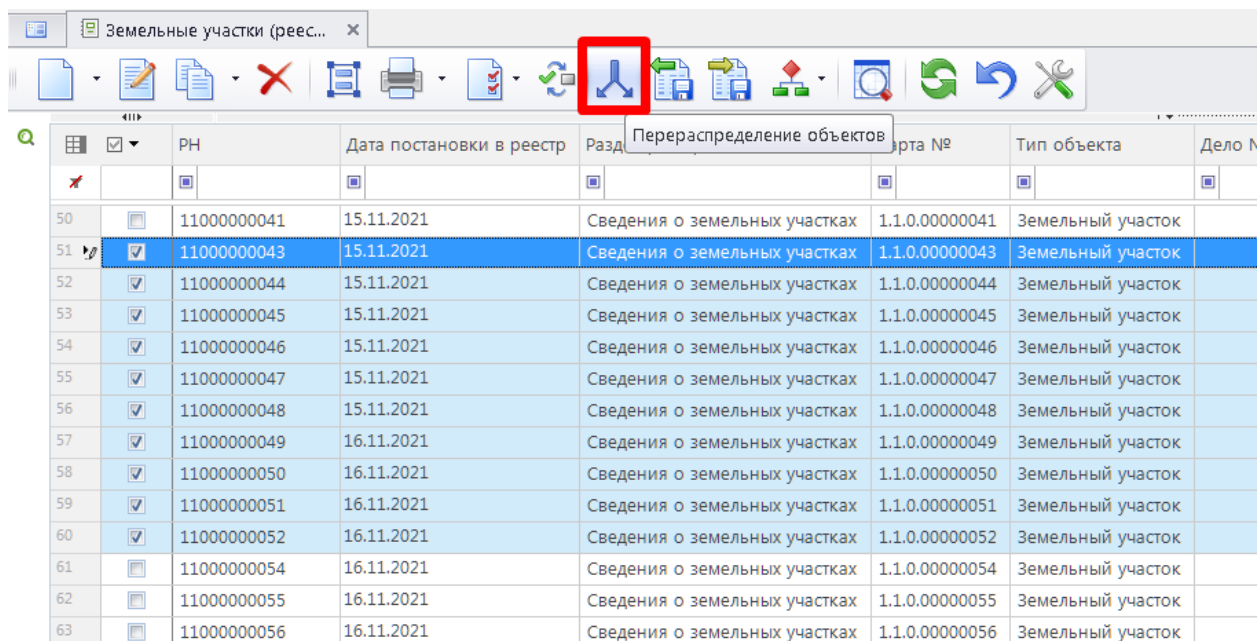 Земельные участки (реес...
Перераспределение объектов
РН Дата постановки в реестр арта № Тип объекта Дело
50 11000000041 15.11.2021 Сведения о земельных участках 1.1.0.00000041 Земельный участок
51 11000000043 15.11.2021 Сведения о земельных участках 1.1.0.00000043 Земельный участок
52 11000000044 15.11.2021 Сведения о земельных участках 1.1.0.00000044 Земельный участок
53 11000000045 15.11.2021 Сведения о земельных участках 1.1.0.00000045 Земельный участок
54 11000000046 15.11.2021 Сведения о земельных участках 1.1.0.00000046 Земельный участок
55 11000000047 15.11.2021 Сведения о земельных участках 1.1.0.00000047 Земельный участок
56 11000000048 15.11.2021 Сведения о земельных участках 1.1.0.00000048 Земельный участок
57 11000000049 16.11.2021 Сведения о земельных участках 1.1.0.00000049 Земельный участок
58 11000000050 16.11.2021 Сведения о земельных участках 1.1.0.00000050 Земельный участок
59 11000000051 16.11.2021 Сведения о земельных участках 1.1.0.00000051 Земельный участок
60 11000000052 16.11.2021 Сведения о земельных участках 1.1.0.00000052 Земельный участок
61 11000000054 16.11.2021 Сведения о земельных участках 1.1.0.00000054 Земельный участок
62 11000000055 16.11.2021 Сведения о земельных участках 1.1.0.00000055 Земельный участок
63 11000000056 16.11.2021 Сведения о земельных участках 1.1.0.00000056 Земельный участок